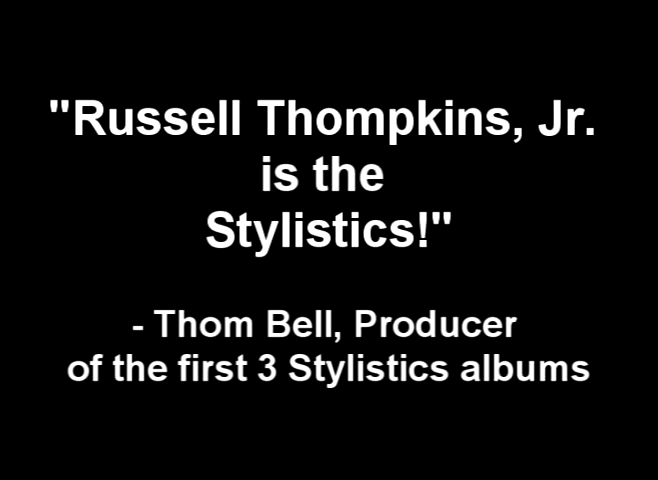 "Russell Thompkins, Jr.
is the
Stylistics!"
- Thom Bell, Producer
of the first 3 Stylistics albums